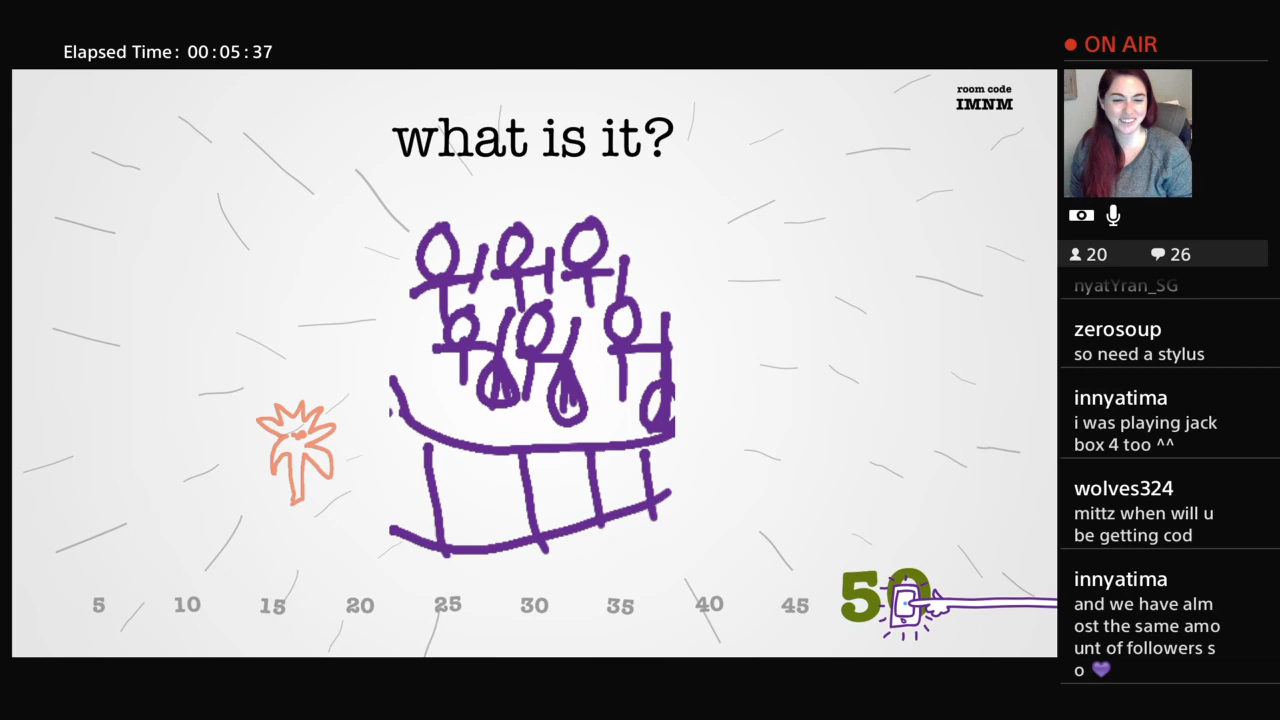 Elapsed Time: 00:05:37
ON AIR
room code
IMNM
what is it?
20 26
nyatYran_SG
zerosoup
so need a stylus
innyatima
i was playing jack
box 4 too ^^
wolves324
mittz when will u
be getting cod
innyatima
and we have alm
ost the same amo
unt of followers s
o 💜
5 10 15 20 25 30 35 40 45 50